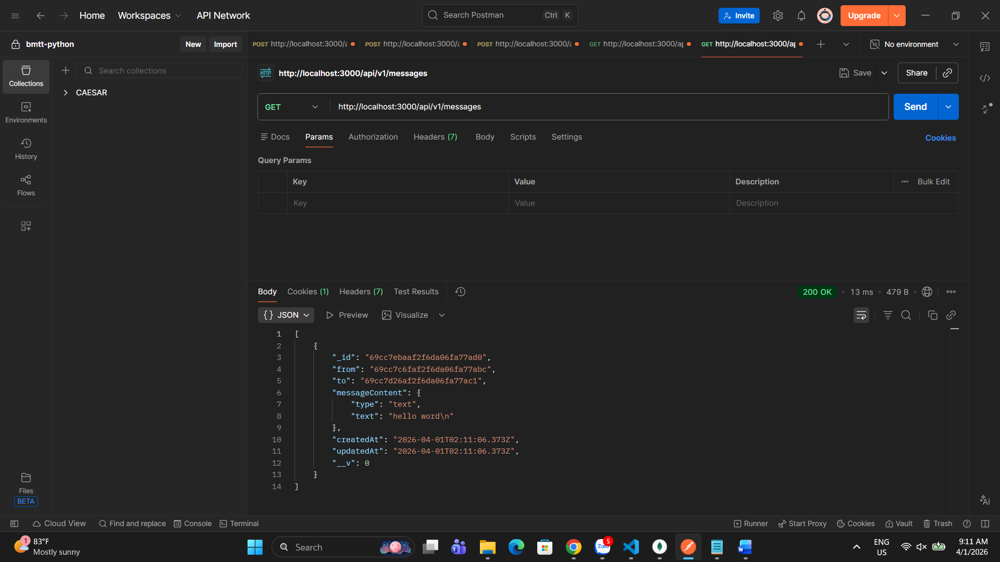 Home Workspaces API Network
Search Postman Ctrl K
Invite Upgrade
bmtt-python New Import
POST http://localhost:3000/a POST http://localhost:3000/a POST http://localhost:3000/a GET http://localhost:3000/ap GET http://localhost:3000/ap
No environment
Collections
Environments
History
Flows
Files
BETA
Search collections
CAESAR
HTTP http://localhost:3000/api/v1/messages
Save Share
GET http://localhost:3000/api/v1/messages Send
Docs Params Authorization Headers (7) Body Scripts Settings Cookies
Query Params
Key Value Description Bulk Edit
Key Value Description
Body Cookies (1) Headers (7) Test Results 200 OK 13 ms 479 B
{} JSON Preview Visualize
1 [
2 {
3 "_id": "69cc7ebaaf2f6da06fa77ad0",
4 "from": "69cc7c6faf2f6da06fa77abc",
5 "to": "69cc7d26af2f6da06fa77ac1",
6 "messageContent": {
7 "type": "text",
8 "text": "hello word\n"
9 },
10 "createdAt": "2026-04-01T02:11:06.373Z",
11 "updatedAt": "2026-04-01T02:11:06.373Z",
12 "__v": 0
13 }
14 ]
AI
Cloud View Find and replace Console Terminal Runner Start Proxy Cookies Vault Trash
1
83°F
Mostly sunny
Search
Zalo 5
ENG
US
9:11 AM
4/1/2026